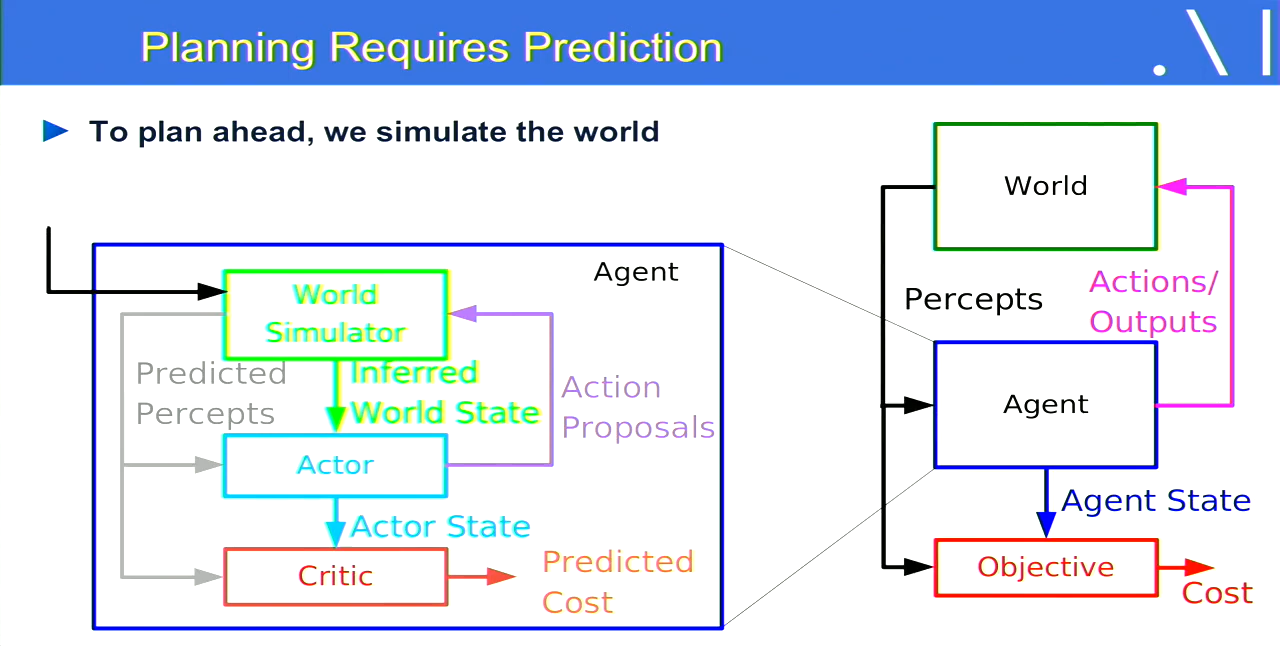 Planning Requires Prediction
To plan ahead, we simulate the world
Agent
World
Simulator
Predicted
Percepts
Inferred
World State
Action
Proposals
Actor
Actor State
Critic
Predicted
Cost
World
Percepts
Actions/
Outputs
Agent
Agent State
Objective
Cost